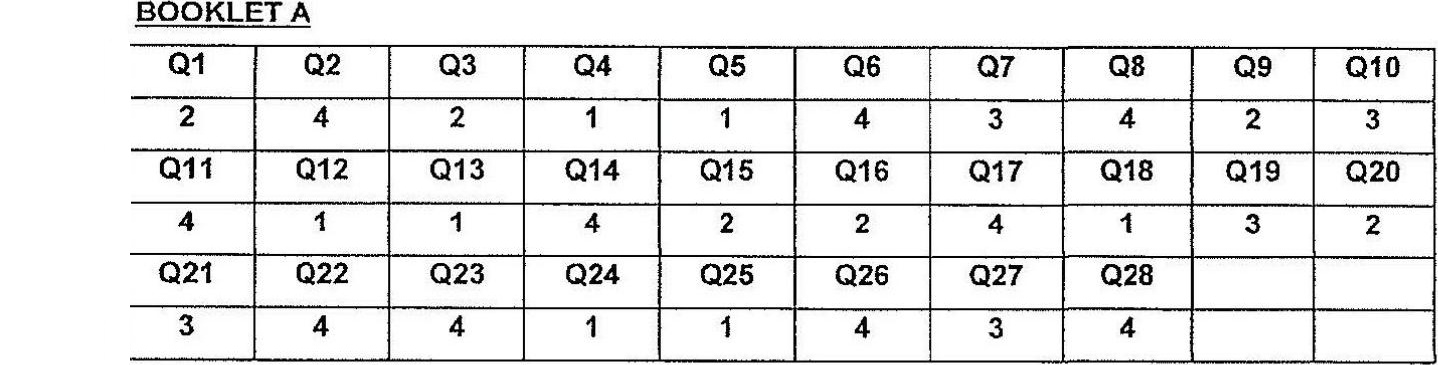 BOOKLET A
Q1 Q2 Q3 Q4 Q5 Q6 Q7 Q8 Q9 Q10
2 4 2 1 1 4 3 4 2 3
Q11 Q12 Q13 Q14 Q15 Q16 Q17 Q18 Q19 Q20
4 1 1 4 2 2 4 1 3 2
Q21 Q22 Q23 Q24 Q25 Q26 Q27 Q28
3 4 4 1 1 4 3 4